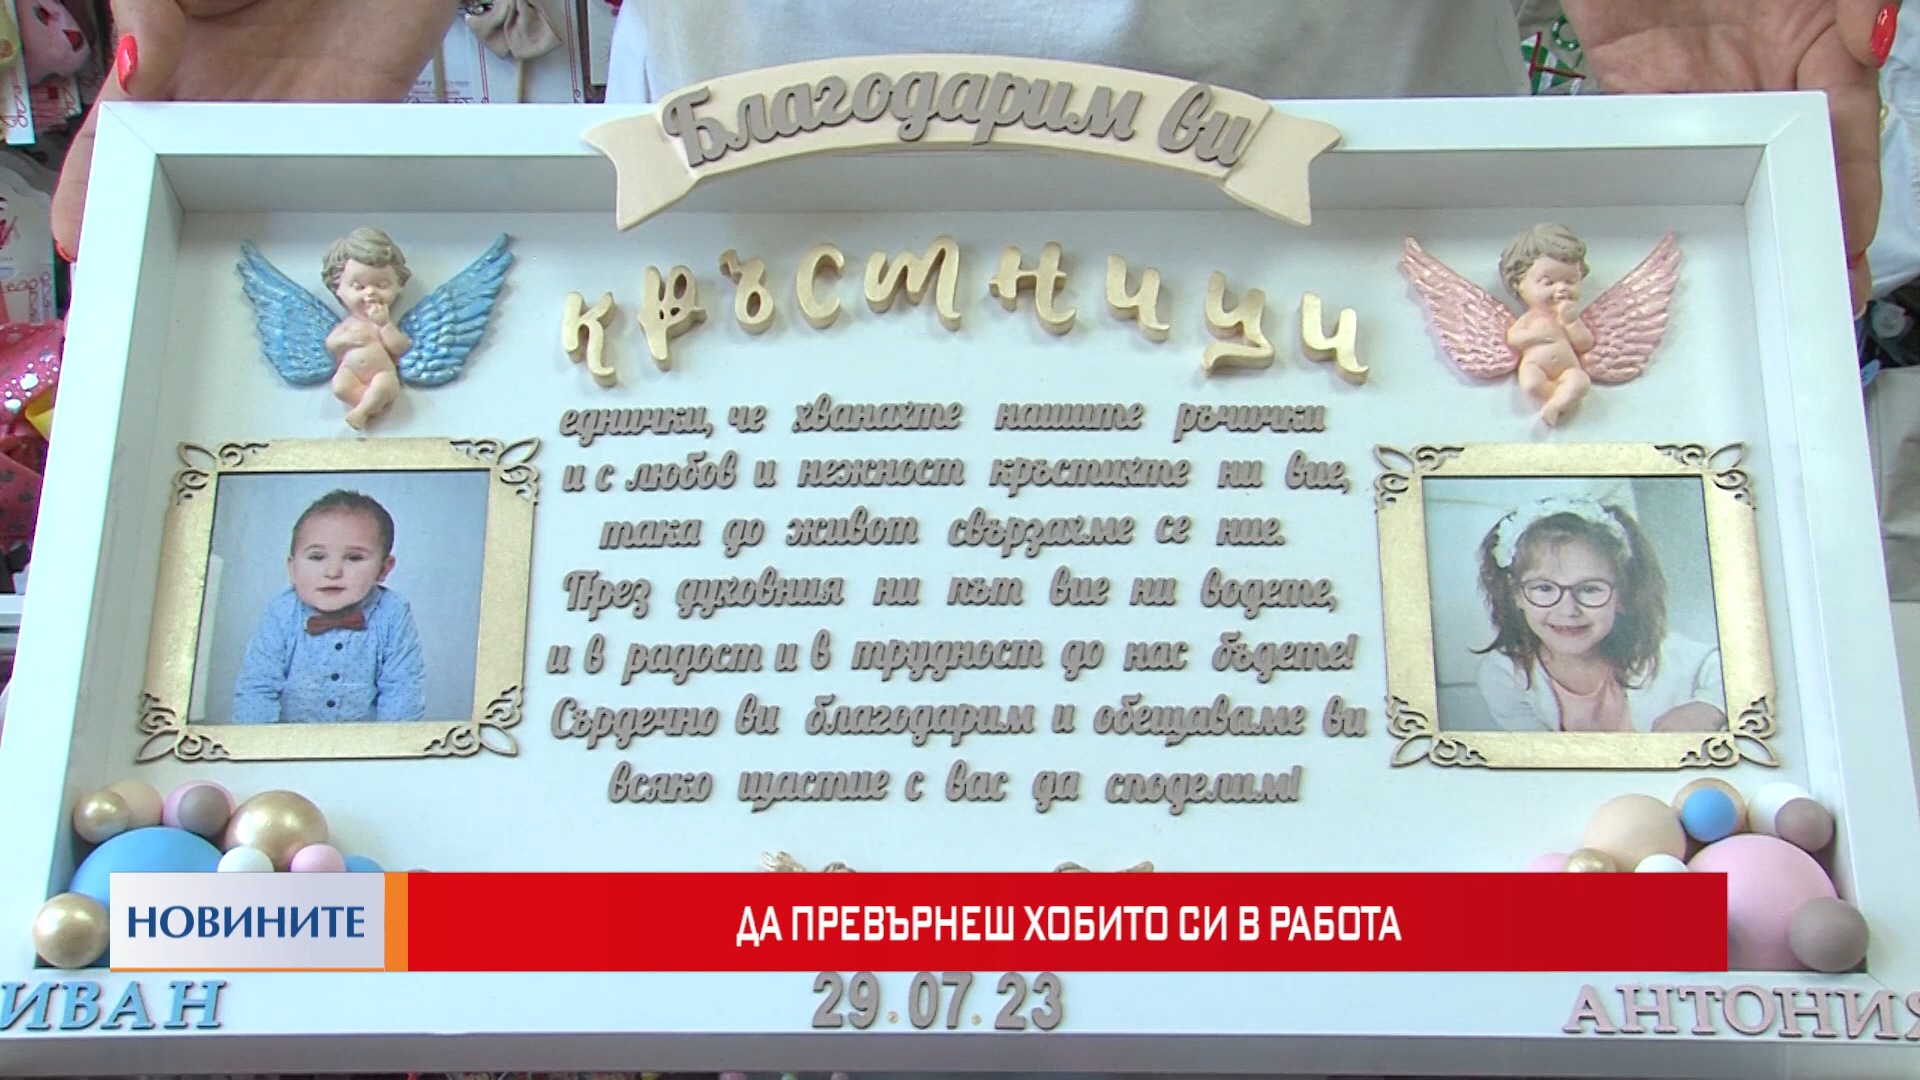 Благодарим ви
кръстници
еднички, че хванахте нашите ръчички
и с любов и нежност кръстихте ни вие,
така до живот свързахме се ние.
През духовния ни път вие ни водете,
и в радост и в трудност до нас бъдете!
Сърдечно ви благодарим и обещаваме ви
всяко щастие с вас да споделим!
НОВИНИТЕ
ДА ПРЕВЪРНЕШ ХОБИТО СИ В РАБОТА
ИВАН
29.07.23
АНТОНИЯ